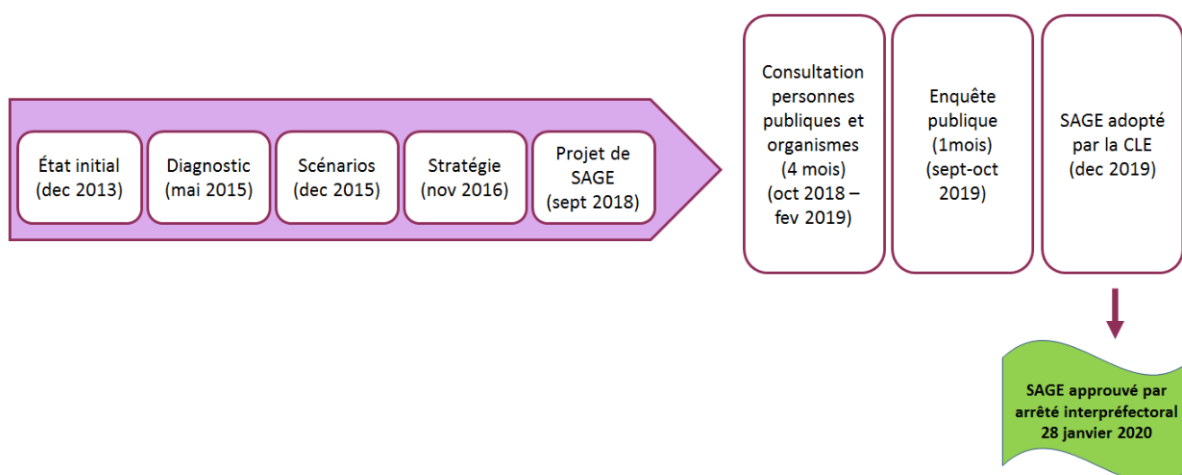 État initial
(dec 2013)
Diagnostic
(mai 2015)
Scénarios
(dec 2015)
Stratégie
(nov 2016)
Projet de
SAGE
(sept 2018)
Consultation
personnes
publiques et
organismes
(4 mois)
(oct 2018 –
fev 2019)
Enquête
publique
(1mois)
(sept-oct
2019)
SAGE adopté
par la CLE
(dec 2019)
SAGE approuvé par
arrêté interpréfectoral
28 janvier 2020